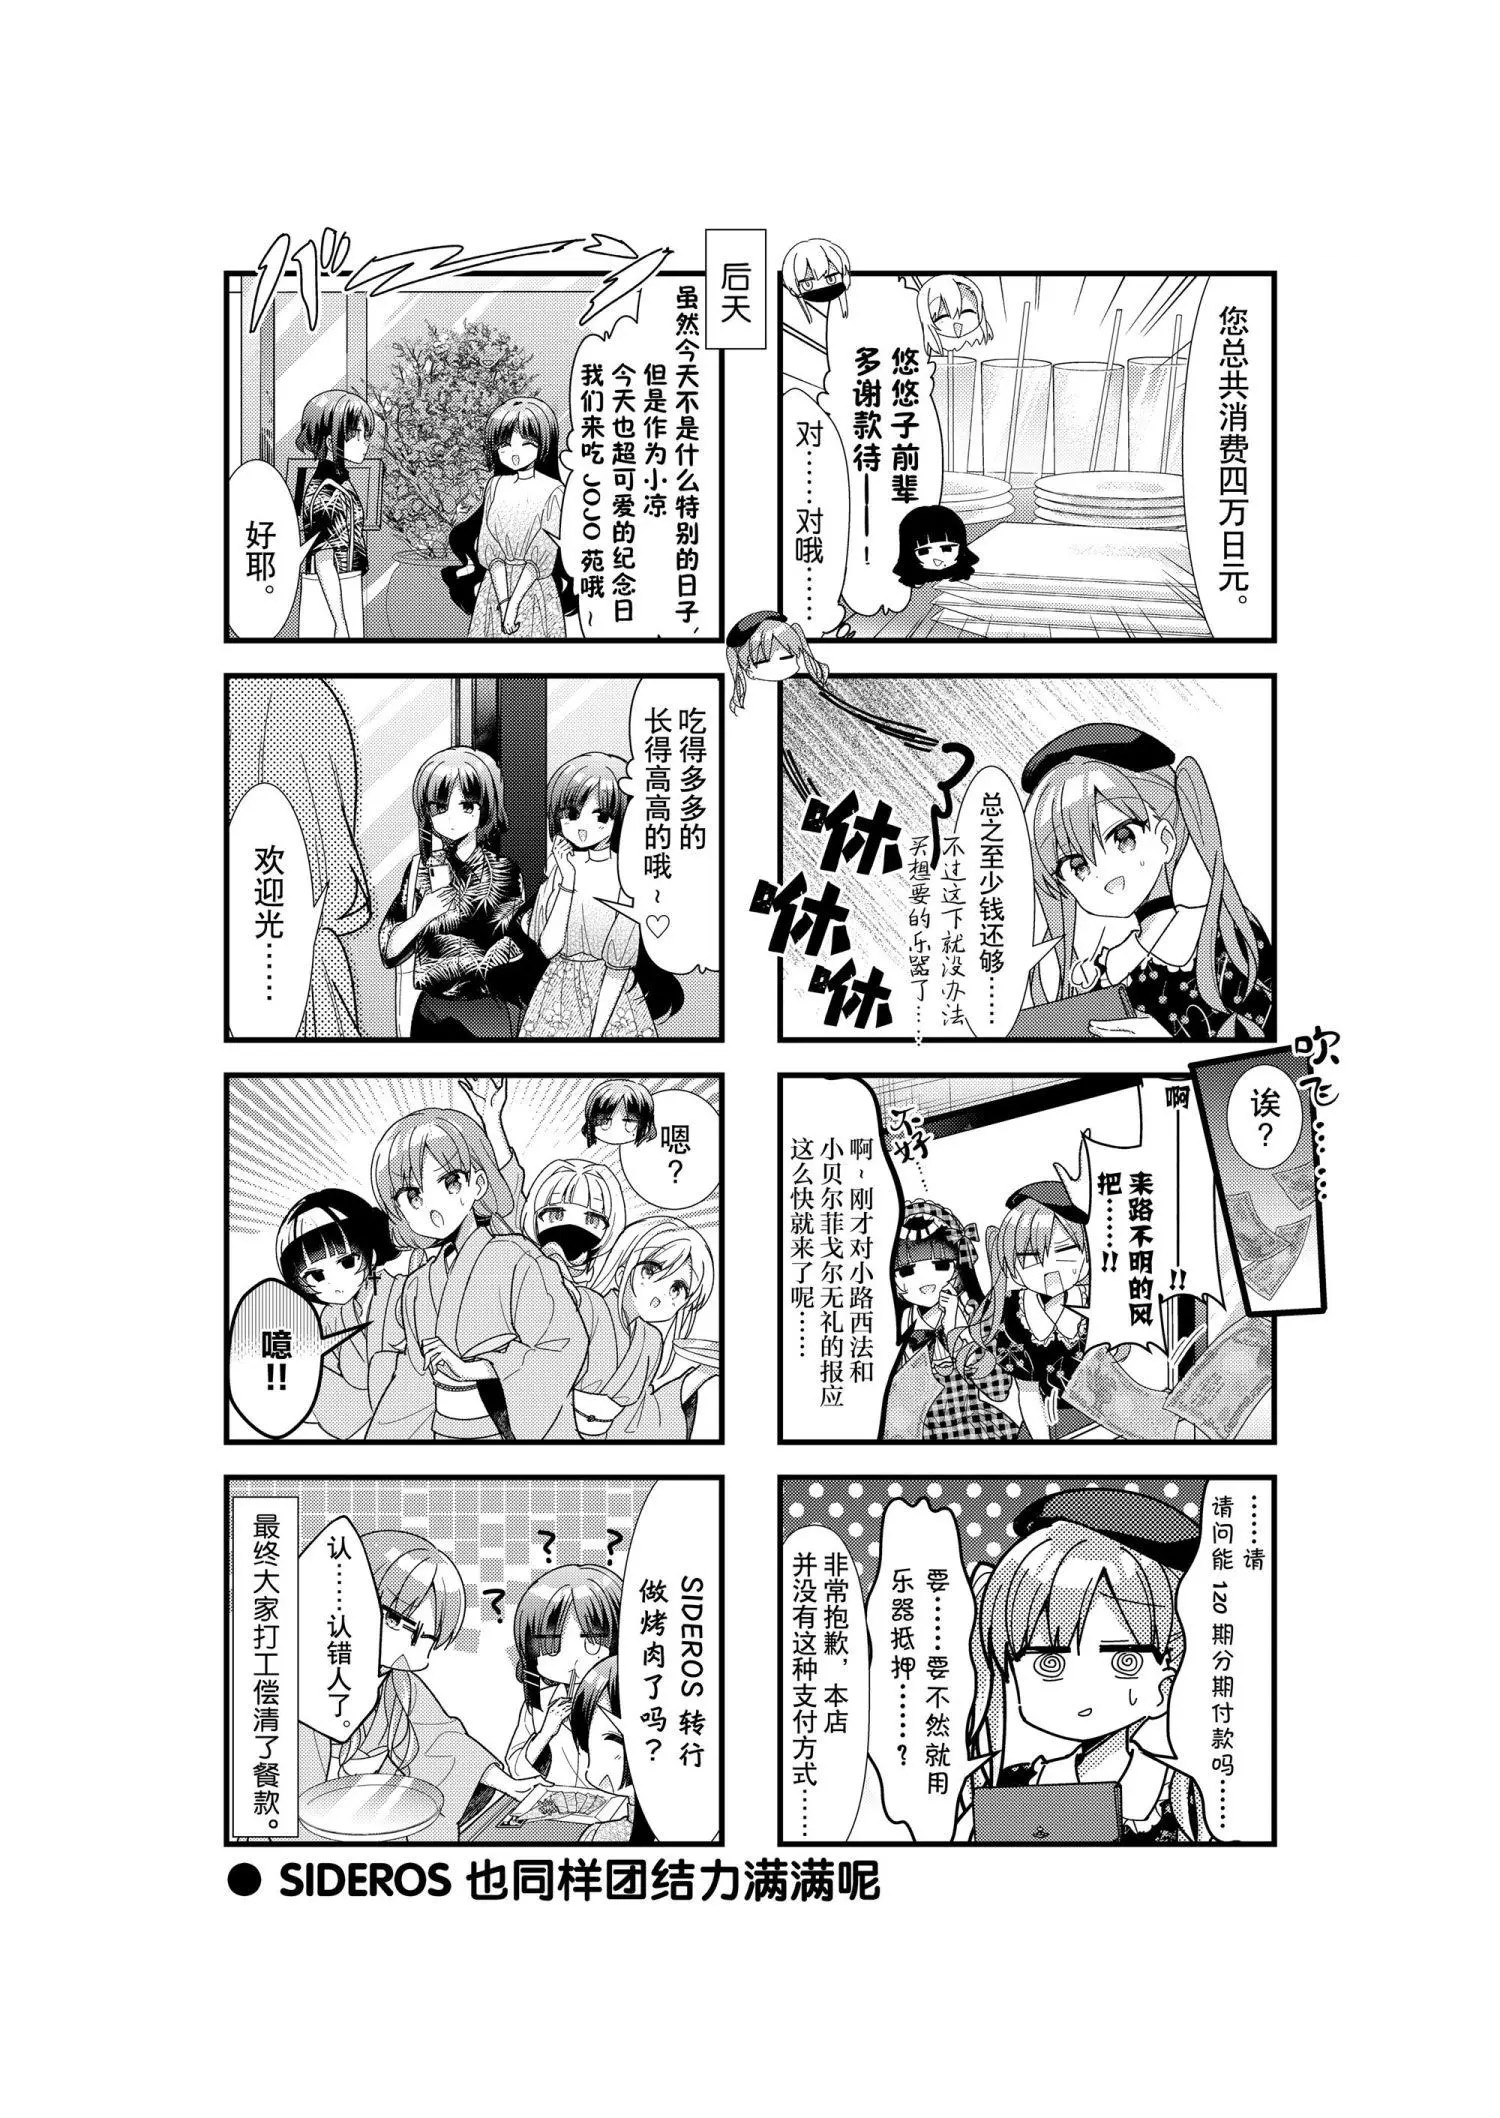 您总共消费四万日元。
悠悠子前辈
多谢款待——！
对……对哦……
总之至少钱还够……
不过这下就没办法
买想要的乐器了……
咻
咻
咻
诶？
吹飞……
啊——！！
来路不明的风
把……！！
不好…
啊～刚才对小路西法和
小贝尔菲戈尔无礼的报应
这么快就来了呢……
……请
请问能120期分期付款吗……
要……要不然就用
乐器抵押……？
非常抱歉，本店
并没有这种支付方式……
后天
ガーン
虽然今天不是什么特别的日子，
但是作为小凉
今天也超可爱的纪念日
我们来吃JOJO苑哦～
好耶。
吃得多多的
长得高高的哦～♡
欢迎光……
嗯？
噫！！
SIDEROS转行
做烤肉了吗？
？
？
？
认……认错人了。
最终大家打工偿清了餐款。
● SIDEROS 也同样团结力满满呢